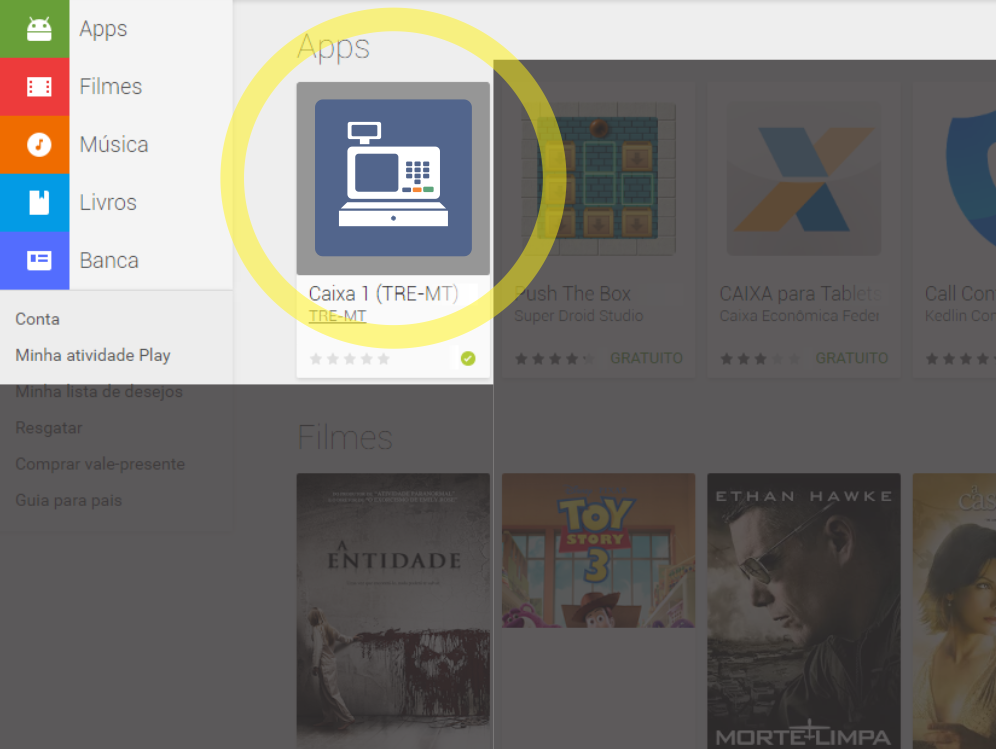 Apps
Filmes
Música
Livros
Banca
Conta
Minha atividade Play
Minha lista de desejos
Resgatar
Comprar vale-presente
Guia para pais
Apps
Caixa 1 (TRE-MT)
TRE-MT
Push The Box
Super Droid Studio
GRATUITO
CAIXA para Tablets
Caixa Econômica Feder
GRATUITO
Call Con
Kedlin Con
Filmes
A ENTIDADE
TOY
STORY
3
ETHAN HAWKE
MORTE LIMPA